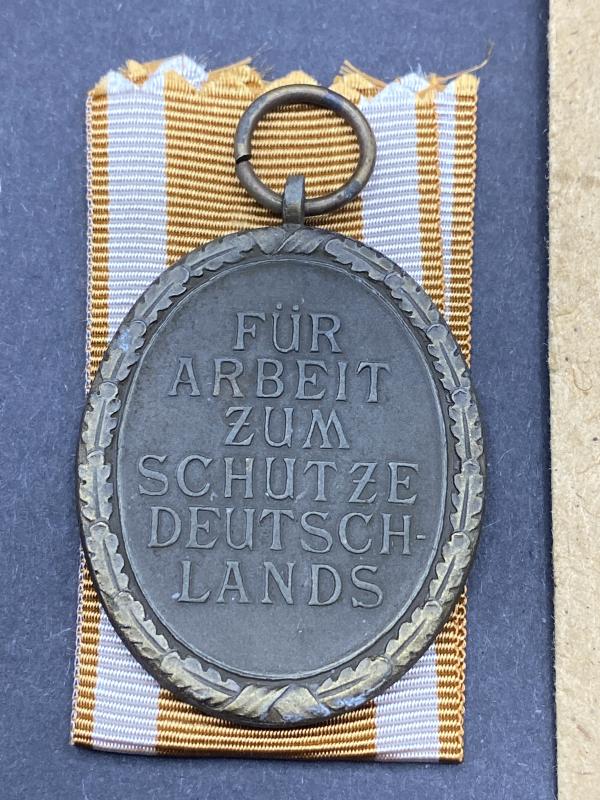 FÜR
ARBEIT
ZUM
SCHUTZE
DEUTSCH-
LANDS